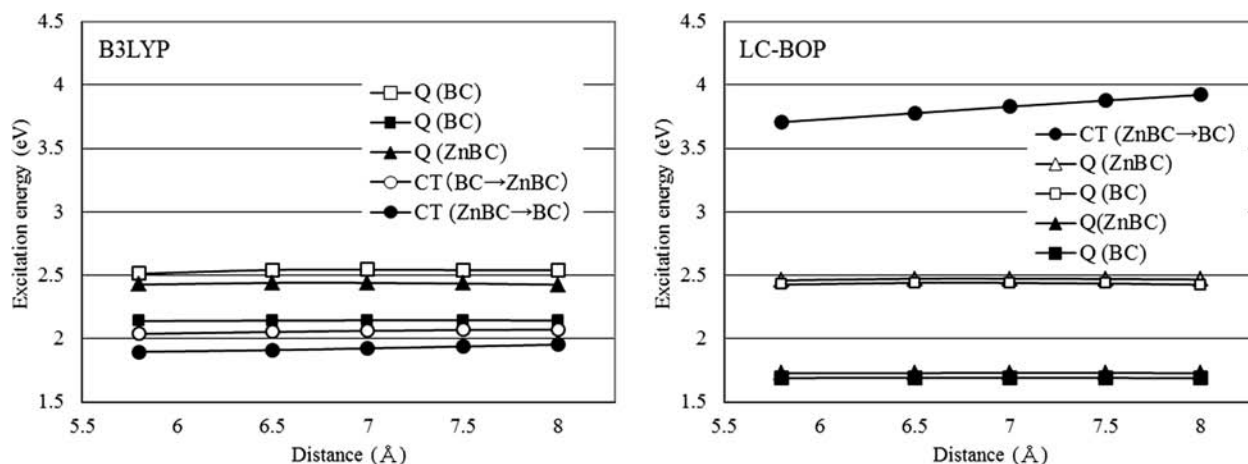 B3LYP
Q (BC)
Q (BC)
Q (ZnBC)
CT(BC→ZnBC)
CT (ZnBC→BC)
Excitation energy (eV)
4.5
4
3.5
3
2.5
2
1.5
5.5 6 6.5 7 7.5 8
Distance (Å)
LC-BOP
CT (ZnBC→BC)
Q (ZnBC)
Q (BC)
Q(ZnBC)
Q (BC)
Excitation energy (eV)
4.5
4
3.5
3
2.5
2
1.5
5.5 6 6.5 7 7.5 8
Distance (Å)